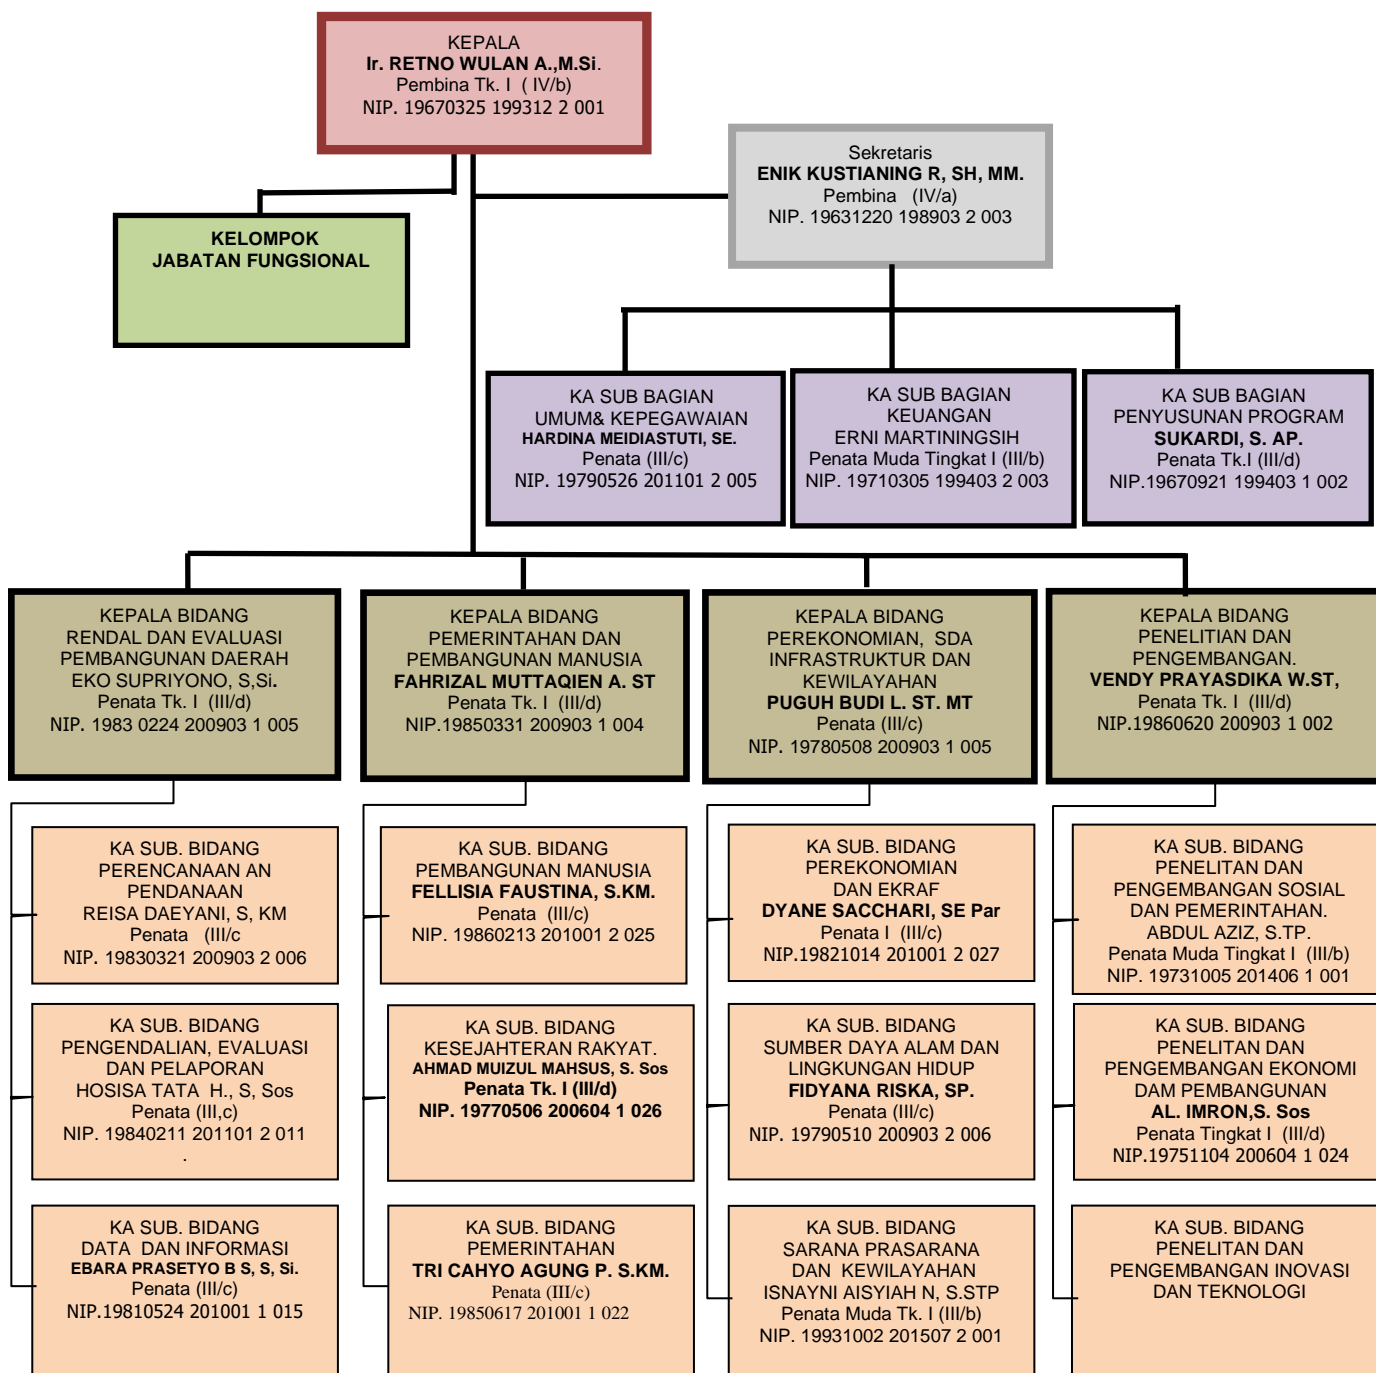 KEPALA
Ir. RETNO WULAN A.,M.Si.
Pembina Tk. I ( IV/b)
NIP. 19670325 199312 2 001
Sekretaris
ENIK KUSTIANING R, SH, MM.
Pembina (IV/a)
NIP. 19631220 198903 2 003
KELOMPOK
JABATAN FUNGSIONAL
KA SUB BAGIAN
UMUM& KEPEGAWAIAN
HARDINA MEIDIASTUTI, SE.
Penata (III/c)
NIP. 19790526 201101 2 005
KA SUB BAGIAN
KEUANGAN
ERNI MARTININGSIH
Penata Muda Tingkat I (III/b)
NIP. 19710305 199403 2 003
KA SUB BAGIAN
PENYUSUNAN PROGRAM
SUKARDI, S. AP.
Penata Tk.I (III/d)
NIP.19670921 199403 1 002
KEPALA BIDANG
RENDAL DAN EVALUASI
PEMBANGUNAN DAERAH
EKO SUPRIYONO, S,Si.
Penata Tk. I (III/d)
NIP. 1983 0224 200903 1 005
KEPALA BIDANG
PEMERINTAHAN DAN
PEMBANGUNAN MANUSIA
FAHRIZAL MUTTAQIEN A. ST
Penata Tk. I (III/d)
NIP.19850331 200903 1 004
KEPALA BIDANG
PEREKONOMIAN, SDA
INFRASTRUKTUR DAN
KEWILAYAHAN
PUGUH BUDI L. ST. MT
Penata (III/c)
NIP. 19780508 200903 1 005
KEPALA BIDANG
PENELITIAN DAN
PENGEMBANGAN.
VENDY PRAYASDIKA W.ST,
Penata Tk. I (III/d)
NIP.19860620 200903 1 002
KA SUB. BIDANG
PERENCANAAN AN
PENDANAAN
REISA DAEYANI, S, KM
Penata (III/c
NIP. 19830321 200903 2 006
KA SUB. BIDANG
PEMBANGUNAN MANUSIA
FELLISIA FAUSTINA, S.KM.
Penata (III/c)
NIP. 19860213 201001 2 025
KA SUB. BIDANG
PEREKONOMIAN
DAN EKRAF
DYANE SACCHARI, SE Par
Penata I (III/c)
NIP.19821014 201001 2 027
KA SUB. BIDANG
PENELITAN DAN
PENGEMBANGAN SOSIAL
DAN PEMERINTAHAN.
ABDUL AZIZ, S.TP.
Penata Muda Tingkat I (III/b)
NIP. 19731005 201406 1 001
KA SUB. BIDANG
PENGENDALIAN, EVALUASI
DAN PELAPORAN
HOSISA TATA H., S, Sos
Penata (III,c)
NIP. 19840211 201101 2 011
.
KA SUB. BIDANG
KESEJAHTERAN RAKYAT.
AHMAD MUIZUL MAHSUS, S. Sos
Penata Tk. I (III/d)
NIP. 19770506 200604 1 026
KA SUB. BIDANG
SUMBER DAYA ALAM DAN
LINGKUNGAN HIDUP
FIDYANA RISKA, SP.
Penata (III/c)
NIP. 19790510 200903 2 006
KA SUB. BIDANG
PENELITAN DAN
PENGEMBANGAN EKONOMI
DAM PEMBANGUNAN
AL. IMRON,S. Sos
Penata Tingkat I (III/d)
NIP.19751104 200604 1 024
KA SUB. BIDANG
DATA DAN INFORMASI
EBARA PRASETYO B S, S, Si.
Penata (III/c)
NIP.19810524 201001 1 015
KA SUB. BIDANG
PEMERINTAHAN
TRI CAHYO AGUNG P. S.KM.
Penata (III/c)
NIP. 19850617 201001 1 022
KA SUB. BIDANG
SARANA PRASARANA
DAN KEWILAYAHAN
ISNAYNI AISYIAH N, S.STP
Penata Muda Tk. I (III/b)
NIP. 19931002 201507 2 001
KA SUB. BIDANG
PENELITAN DAN
PENGEMBANGAN INOVASI
DAN TEKNOLOGI